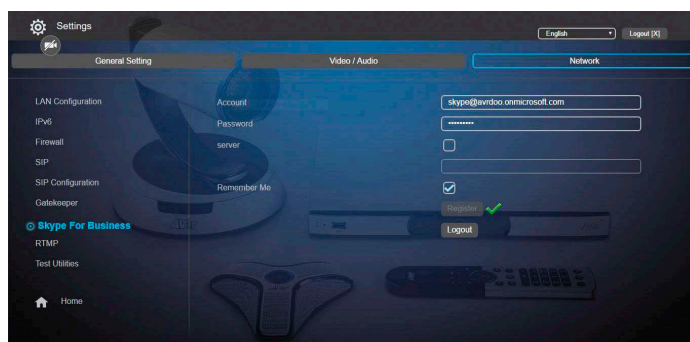 Settings
English
Logout [X]
General Setting
Video / Audio
Network
LAN Configuration
IPv6
Firewall
SIP
SIP Configuration
Gatekeeper
Skype For Business
RTMP
Test Utilities
Home
Account
skype@avrdoo.onmicrosoft.com
Password
•••••••••
server
Remember Me
Register
Logout